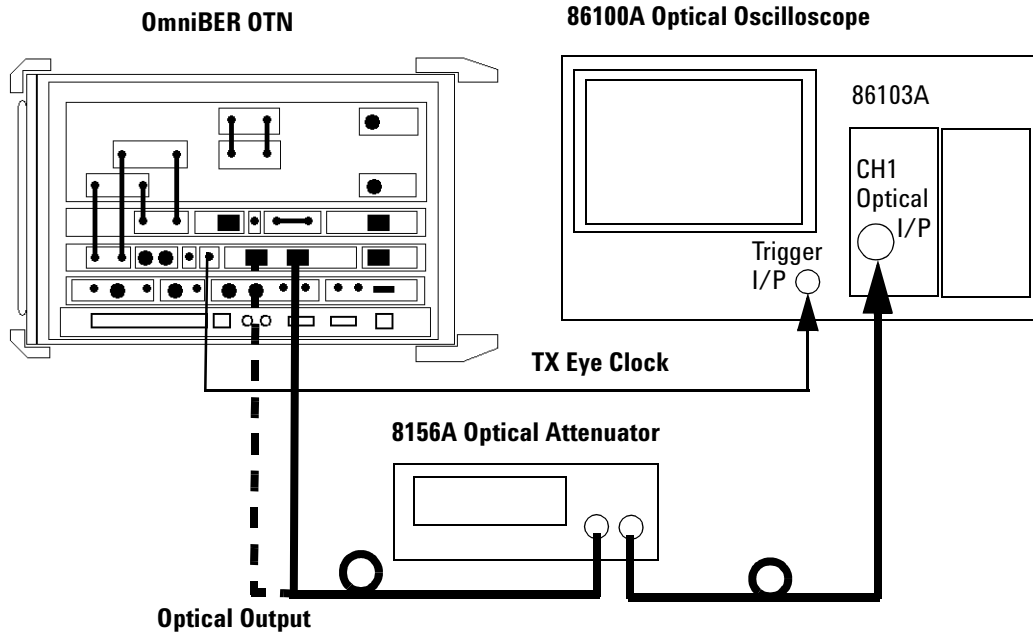 OmniBER OTN
86100A Optical Oscilloscope
86103A
CH1
Optical
I/P
Trigger
I/P
TX Eye Clock
8156A Optical Attenuator
Optical Output